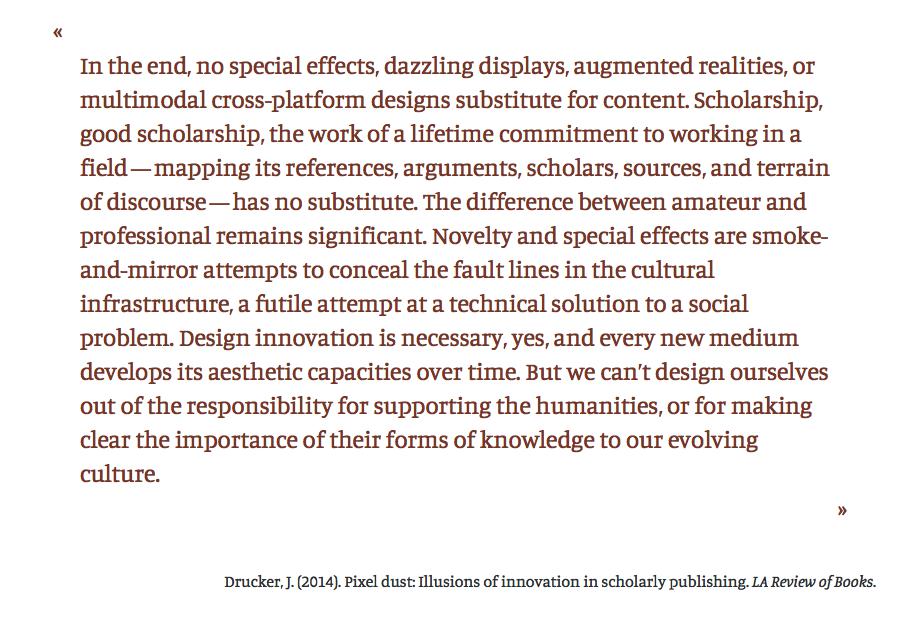 «
In the end, no special effects, dazzling displays, augmented realities, or
multimodal cross-platform designs substitute for content. Scholarship,
good scholarship, the work of a lifetime commitment to working in a
field — mapping its references, arguments, scholars, sources, and terrain
of discourse — has no substitute. The difference between amateur and
professional remains significant. Novelty and special effects are smoke-
and-mirror attempts to conceal the fault lines in the cultural
infrastructure, a futile attempt at a technical solution to a social
problem. Design innovation is necessary, yes, and every new medium
develops its aesthetic capacities over time. But we can’t design ourselves
out of the responsibility for supporting the humanities, or for making
clear the importance of their forms of knowledge to our evolving
culture.
»
Drucker, J. (2014). Pixel dust: Illusions of innovation in scholarly publishing. LA Review of Books.